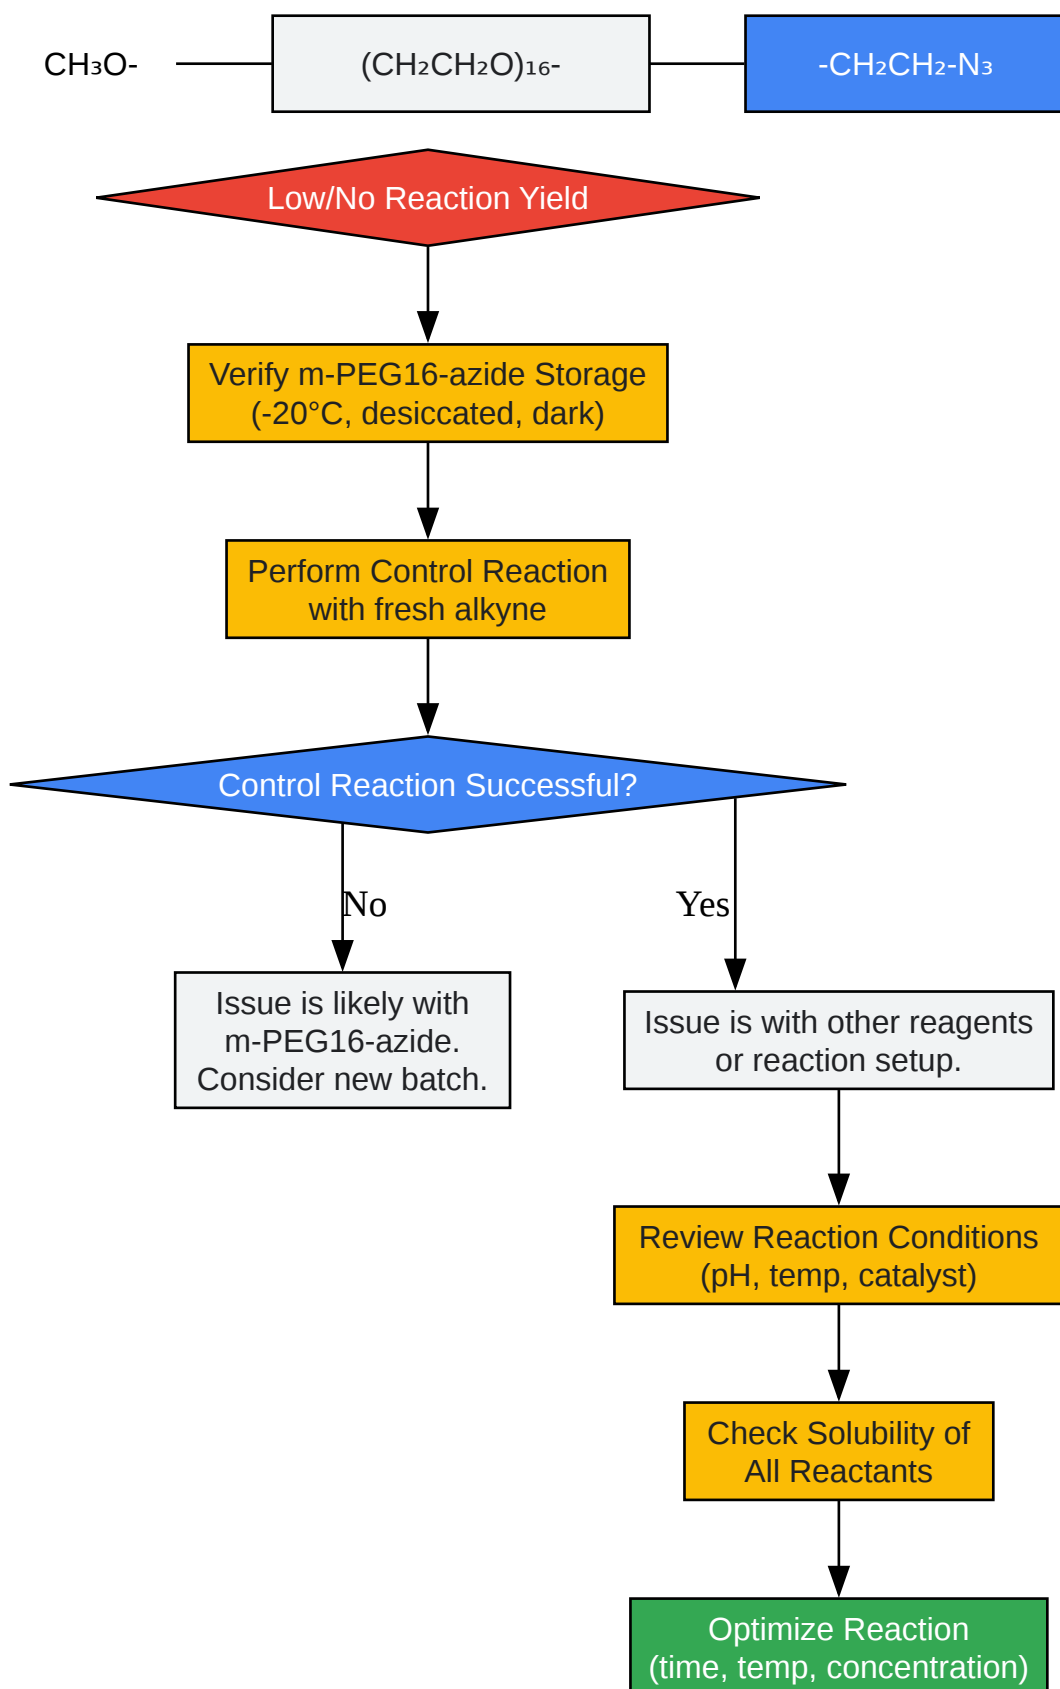 CH₃O-
(CH₂CH₂O)₁₆-
-CH₂CH₂-N₃
Low/No Reaction Yield
Verify m-PEG16-azide Storage
(-20°C, desiccated, dark)
Perform Control Reaction
with fresh alkyne
Control Reaction Successful?
No
Yes
Issue is likely with
m-PEG16-azide.
Consider new batch.
Issue is with other reagents
or reaction setup.
Review Reaction Conditions
(pH, temp, catalyst)
Check Solubility of
All Reactants
Optimize Reaction
(time, temp, concentration)